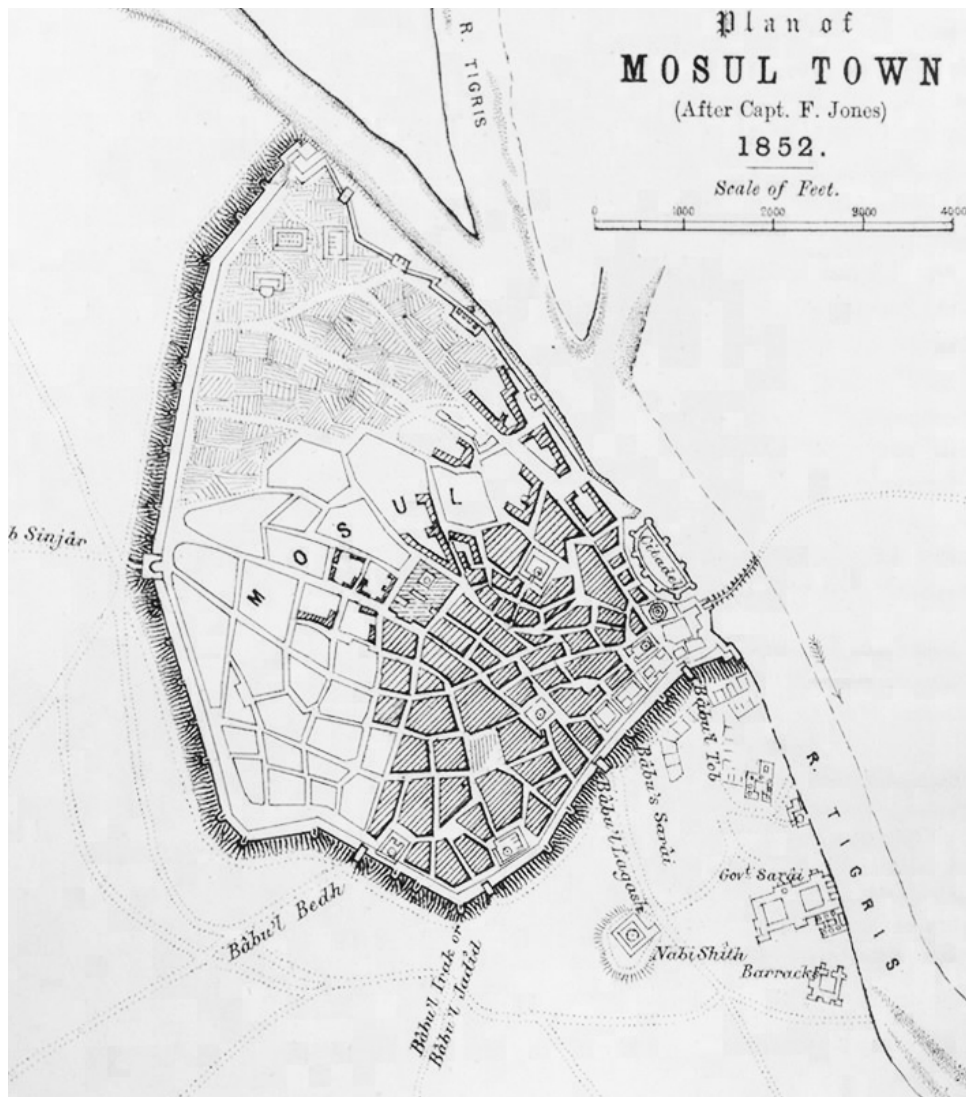 Plan of
MOSUL TOWN
(After Capt. F. Jones)
1852.
Scale of Feet.
0 1000 2000 3000 4000
R. TIGRIS
MOSUL
Citadel
b Sinjâr
Bâbu'l Tob
Bâbu's Sarâi
Bâbu'l Lagash
R. TIGRIS
Govt. Sarâi
Nabi Shith
Barracks
Bâbu'l Bedh
Bâbu'l Irak or
Bâbu'l Jadid